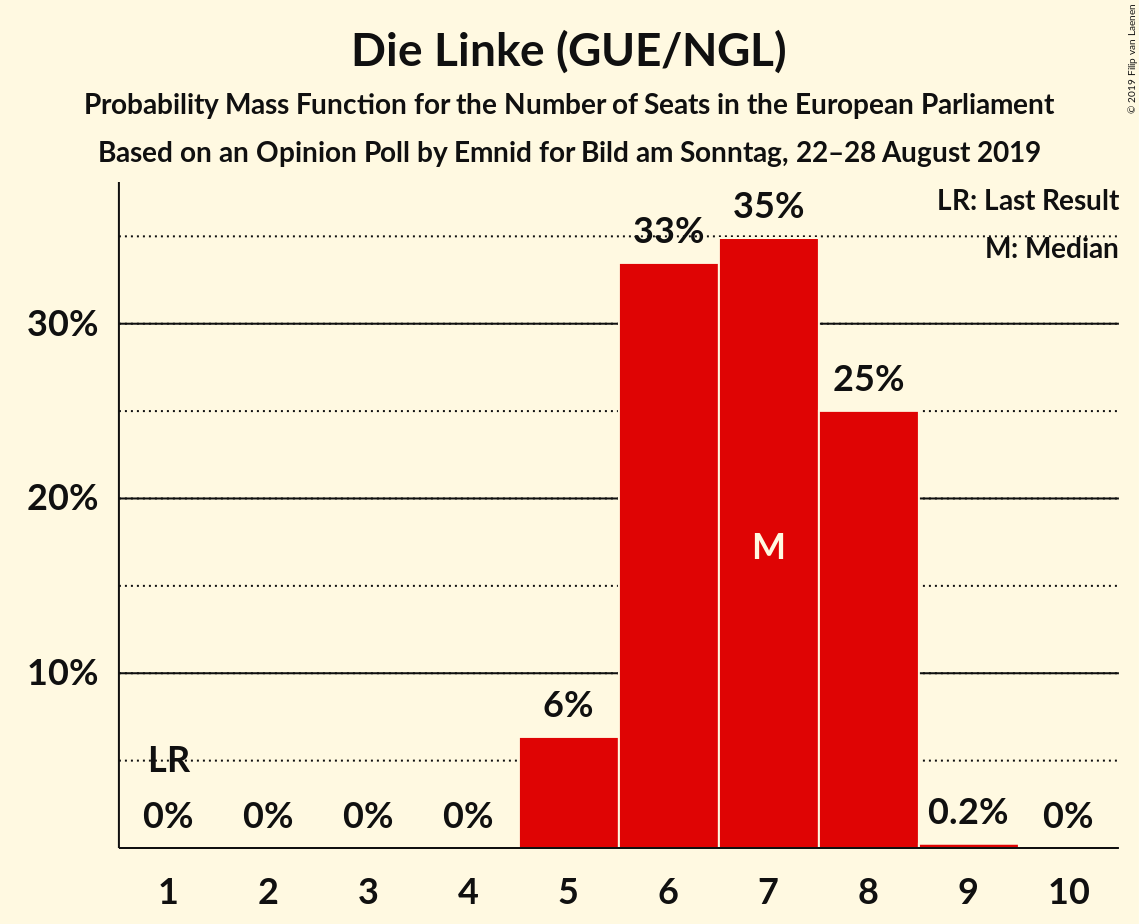 Die Linke (GUE/NGL)
Probability Mass Function for the Number of Seats in the European Parliament
Based on an Opinion Poll by Emnid for Bild am Sonntag, 22–28 August 2019
© 2019 Filip van Laenen
LR: Last Result
M: Median
35%
33%
30%
25%
20%
M
10%
6%
LR
0% 0% 0% 0% 0.2% 0%
1 2 3 4 5 6 7 8 9 10